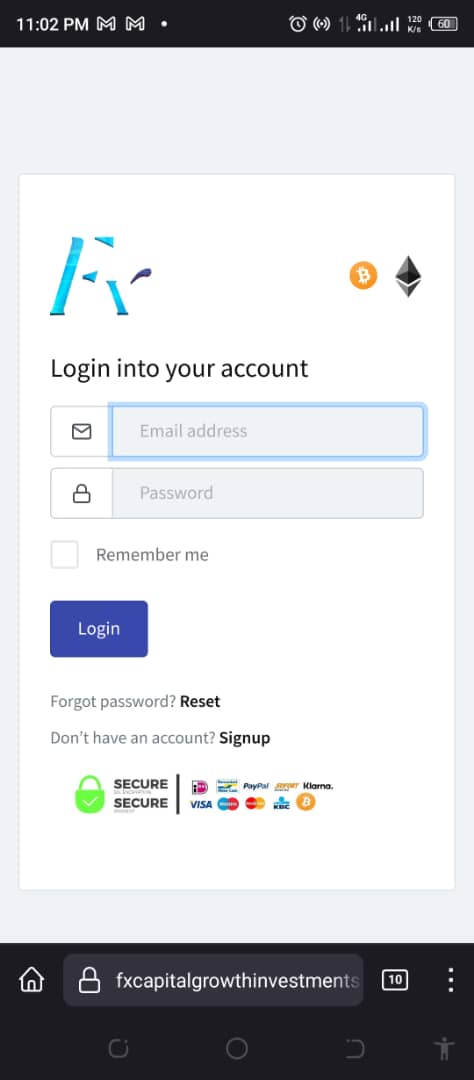 11:02 PM
4G
120
K/s
60
Login into your account
Email address
Password
Remember me
Login
Forgot password? Reset
Don't have an account? Signup
SECURE
SECURE
PayPal SOFORT Klarna.
VISA KBC
fxcapitalgrowthinvestments
10